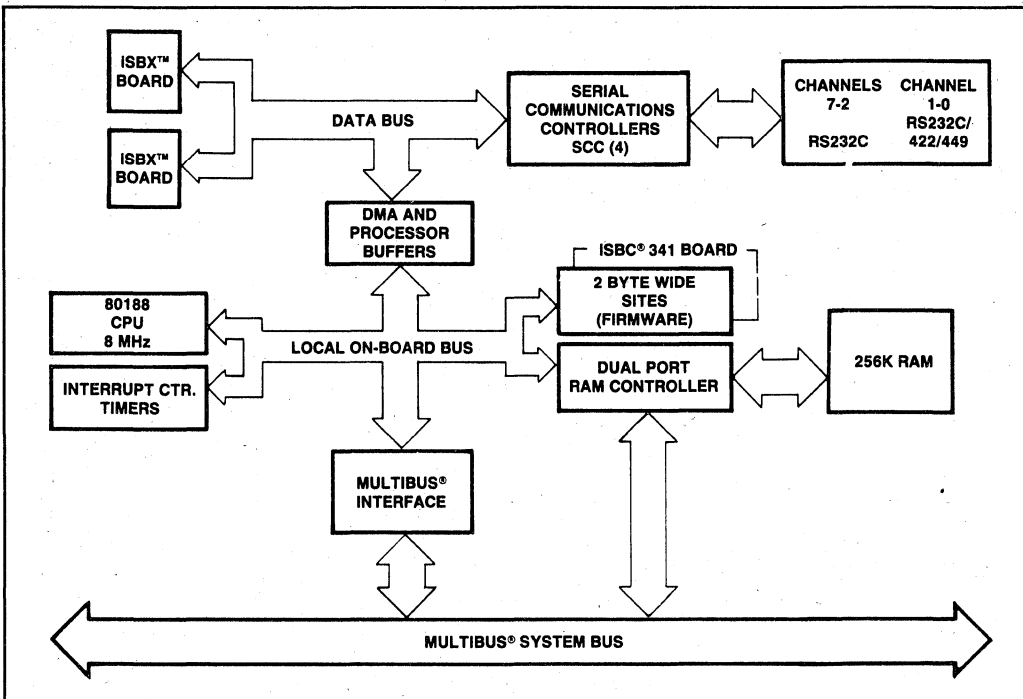 iSBX™
BOARD
iSBX™
BOARD
DATA BUS
SERIAL
COMMUNICATIONS
CONTROLLERS
SCC (4)
CHANNELS
7-2
RS232C
CHANNEL
1-0
RS232C/
422/449
DMA AND
PROCESSOR
BUFFERS
iSBC® 341 BOARD
2 BYTE WIDE
SITES
(FIRMWARE)
80188
CPU
8 MHz
LOCAL ON-BOARD BUS
INTERRUPT CTR.
TIMERS
DUAL PORT
RAM CONTROLLER
256K RAM
MULTIBUS®
INTERFACE
MULTIBUS® SYSTEM BUS